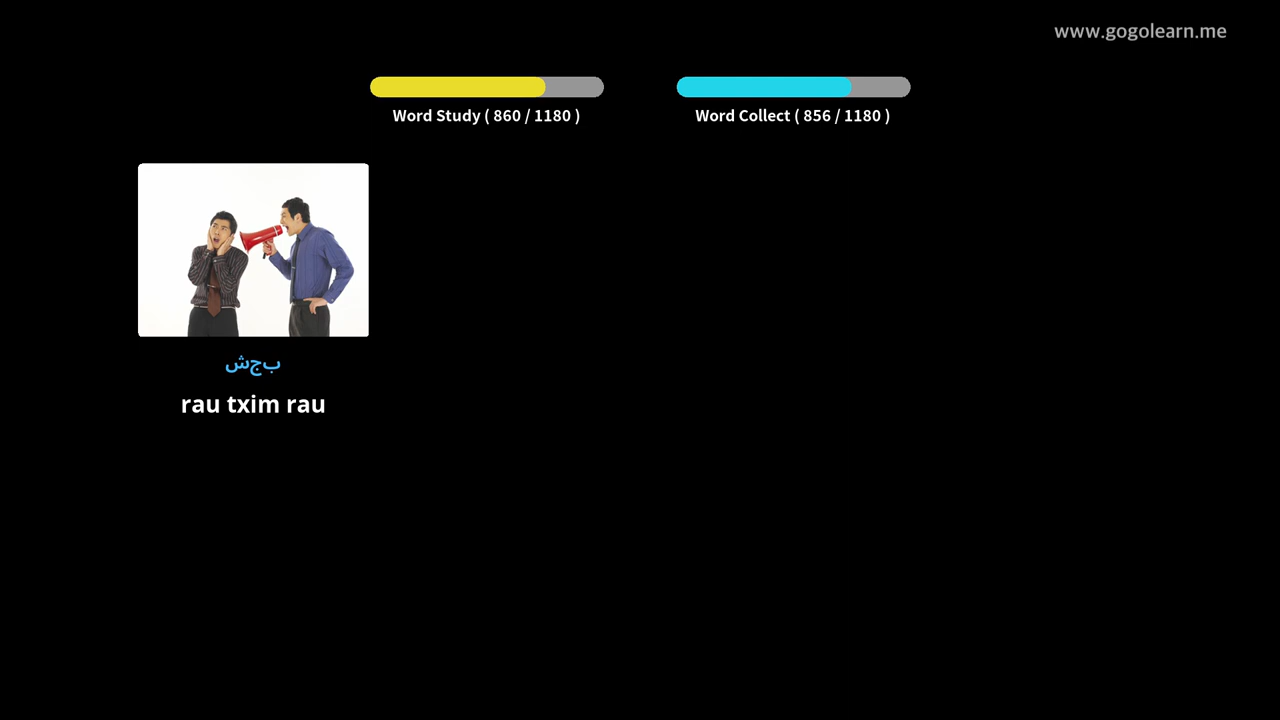 www.gogolearn.me
Word Study ( 860 / 1180 )
Word Collect ( 856 / 1180 )
بجش
rau txim rau